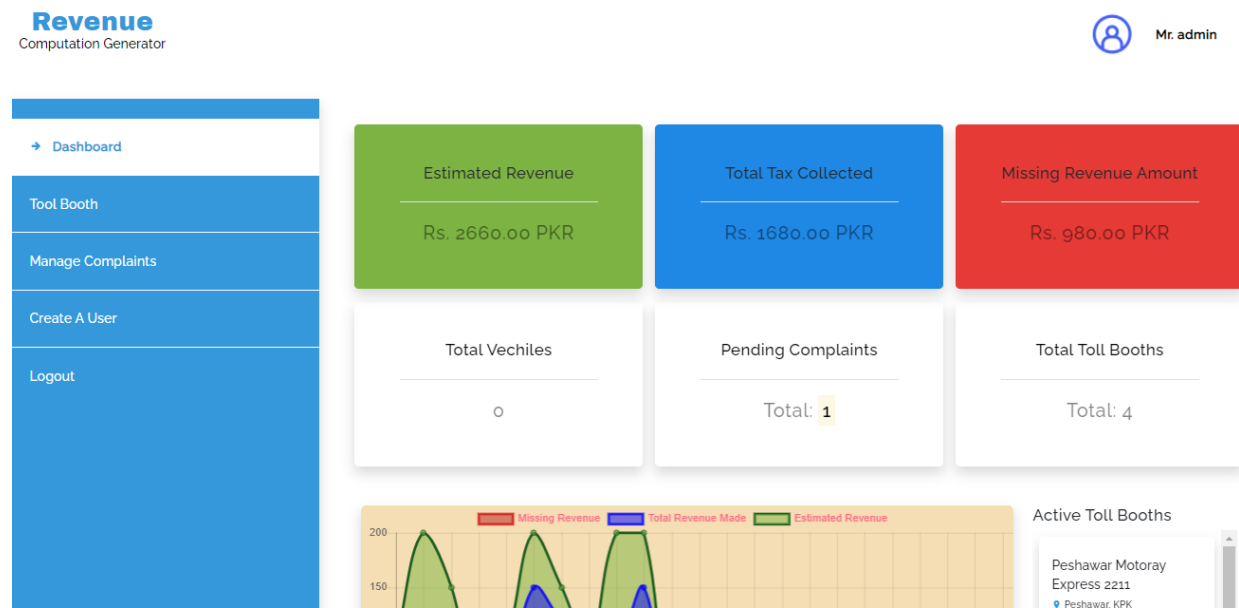 Revenue
Computation Generator
Mr. admin
Dashboard
Tool Booth
Manage Complaints
Create A User
Logout
Estimated Revenue
Rs. 2660.00 PKR
Total Tax Collected
Rs. 1680.00 PKR
Missing Revenue Amount
Rs. 980.00 PKR
Total Vechiles
0
Pending Complaints
Total: 1
Total Toll Booths
Total: 4
Missing Revenue Total Revenue Made Estimated Revenue
200
150
Active Toll Booths
Peshawar Motoray
Express 2211
Peshawar, KPK